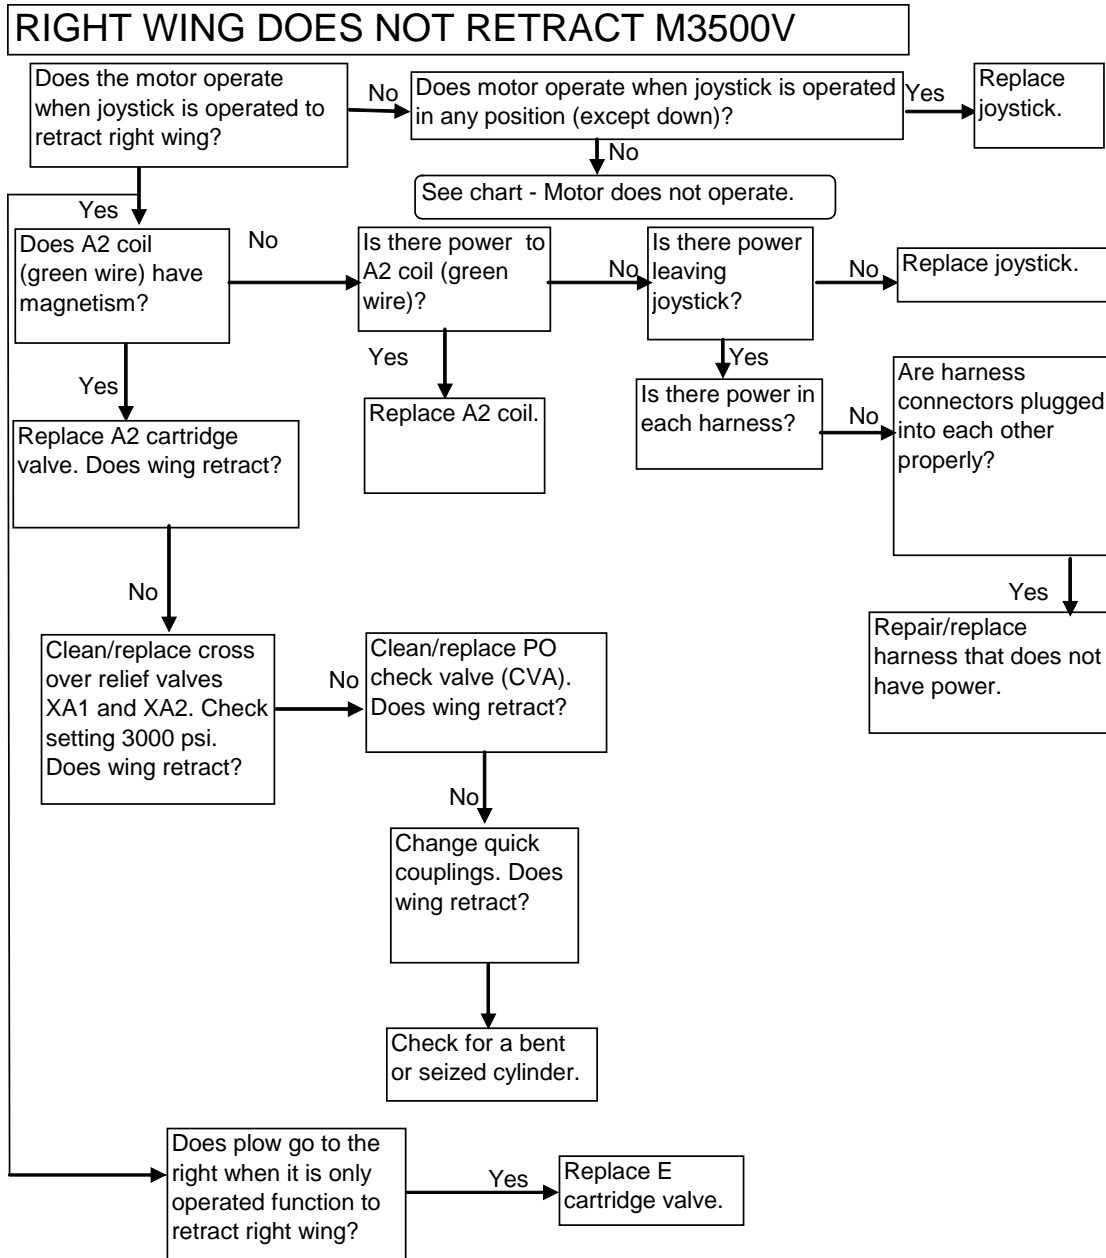 RIGHT WING DOES NOT RETRACT M3500V
Does the motor operate
when joystick is operated to
retract right wing?
No
Does motor operate when joystick is operated
in any position (except down)?
Yes
Replace
joystick.
No
See chart - Motor does not operate.
Yes
Does A2 coil
(green wire) have
magnetism?
No
Is there power to
A2 coil (green
wire)?
No
Is there power
leaving
joystick?
No
Replace joystick.
Yes
Yes
Yes
Replace A2 cartridge
valve. Does wing retract?
Replace A2 coil.
Is there power in
each harness?
No
Are harness
connectors plugged
into each other
properly?
No
Yes
Clean/replace cross
over relief valves
XA1 and XA2. Check
setting 3000 psi.
Does wing retract?
No
Clean/replace PO
check valve (CVA).
Does wing retract?
Repair/replace
harness that does not
have power.
No
Change quick
couplings. Does
wing retract?
Check for a bent
or seized cylinder.
Does plow go to the
right when it is only
operated function to
retract right wing?
Yes
Replace E
cartridge valve.